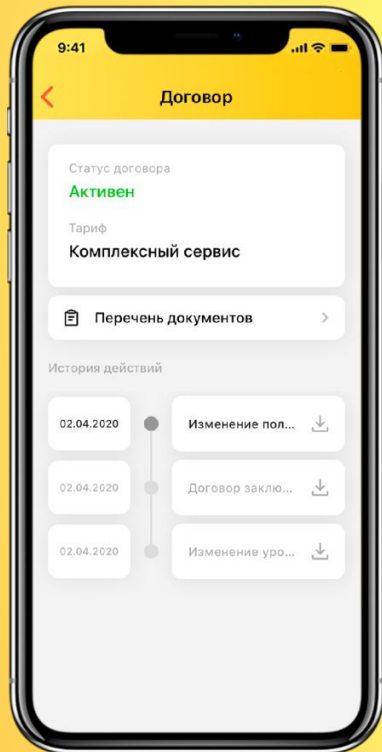 9:41
Договор
Статус договора
Активен
Тариф
Комплексный сервис
Перечень документов
История действий
02.04.2020 Изменение пол...
02.04.2020 Договор заклю...
02.04.2020 Изменение уро...